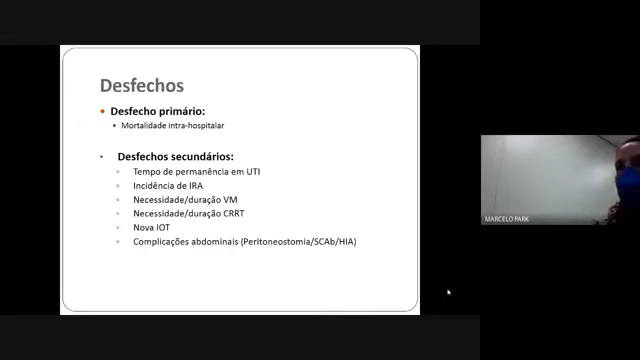 Desfechos
Desfecho primário:
Mortalidade intra-hospitalar
Desfechos secundários:
Tempo de permanência em UTI
Incidência de IRA
Necessidade/duração VM
Necessidade/duração CRRT
Nova IOT
Complicações abdominais (Peritoneostomia/SCAb/HIA)
MARCELO PARK